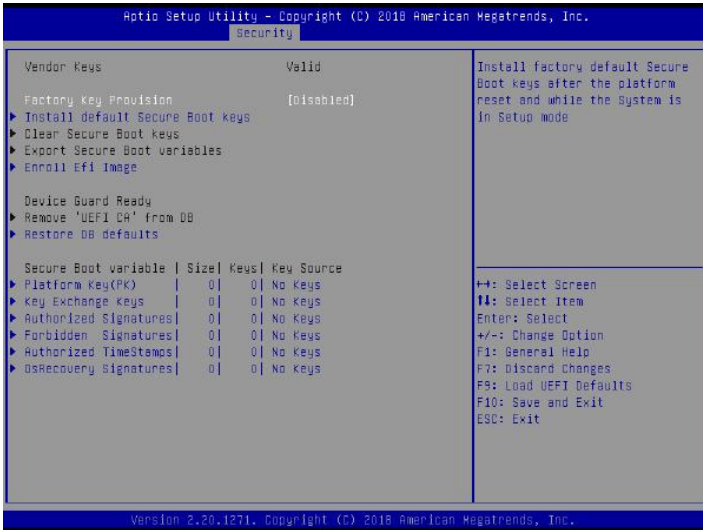 Aptio Setup Utility – Copyright (C) 2018 American Megatrends, Inc.
Security
Vendor Keys Valid
Factory Key Provision [Disabled]
Install default Secure Boot keys
Clear Secure Boot keys
Export Secure Boot variables
Enroll Efi Image
Device Guard Ready
Remove 'UEFI CA' from DB
Restore DB defaults
Secure Boot variable | Size| Keys| Key Source
Platform Key(PK) | 0| 0| No Keys
Key Exchange Keys | 0| 0| No Keys
Authorized Signatures| 0| 0| No Keys
Forbidden Signatures| 0| 0| No Keys
Authorized TimeStamps| 0| 0| No Keys
OsRecovery Signatures| 0| 0| No Keys
Install factory default Secure
Boot keys after the platform
reset and while the System is
in Setup mode
↔: Select Screen
↑↓: Select Item
Enter: Select
+/-: Change Option
F1: General Help
F7: Discard Changes
F9: Load UEFI Defaults
F10: Save and Exit
ESC: Exit
Version 2.20.1271. Copyright (C) 2018 American Megatrends, Inc.